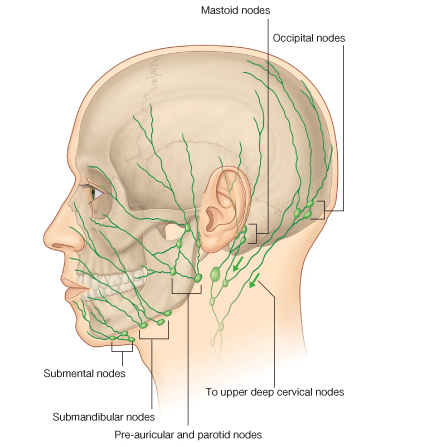 Mastoid nodes
Occipital nodes
Submental nodes
To upper deep cervical nodes
Submandibular nodes
Pre-auricular and parotid nodes